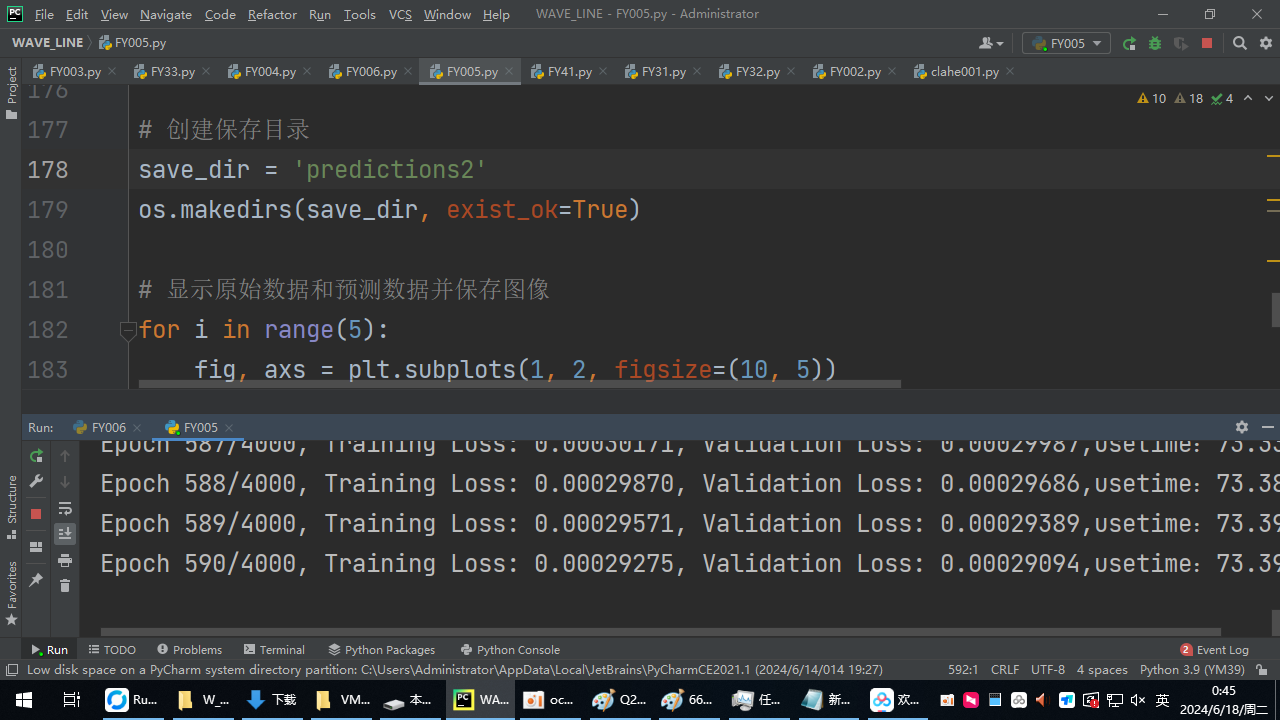 File Edit View Navigate Code Refactor Run Tools VCS Window Help WAVE_LINE - FY005.py - Administrator
WAVE_LINE FY005.py FY005
FY003.py FY33.py FY004.py FY006.py FY005.py FY41.py FY31.py FY32.py FY002.py clahe001.py
Project
10 18 4
176
177 # 创建保存目录
178 save_dir = 'predictions2'
179 os.makedirs(save_dir, exist_ok=True)
180
181 # 显示原始数据和预测数据并保存图像
182 for i in range(5):
183 fig, axs = plt.subplots(1, 2, figsize=(10, 5))
Run: FY006 FY005
Epoch 587/4000, Training Loss: 0.00030171, Validation Loss: 0.00029987,usetime: 73.33
Epoch 588/4000, Training Loss: 0.00029870, Validation Loss: 0.00029686,usetime: 73.38
Epoch 589/4000, Training Loss: 0.00029571, Validation Loss: 0.00029389,usetime: 73.39
Epoch 590/4000, Training Loss: 0.00029275, Validation Loss: 0.00029094,usetime: 73.39
Structure
Favorites
Run TODO Problems Terminal Python Packages Python Console 2 Event Log
Low disk space on a PyCharm system directory partition: C:\Users\Administrator\AppData\Local\JetBrains\PyCharmCE2021.1 (2024/6/14/014 19:27) 592:1 CRLF UTF-8 4 spaces Python 3.9 (YM39)
Ru... W_... 下载 VM... 本... WA... oc... Q2... 66... 任... 新... 欢... 英 0:45
2024/6/18/周二